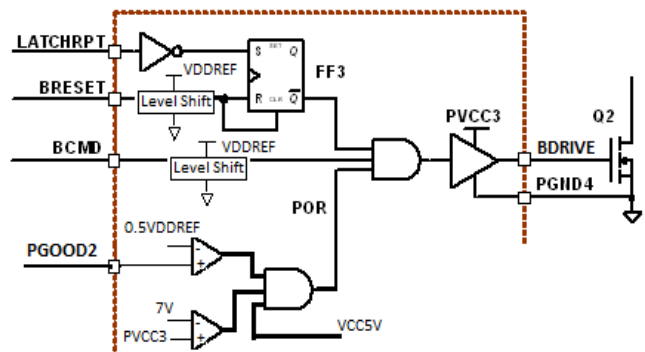 LATCHRPT
S SET Q
FF3
VDDREF
BRESET
Level Shift
R CLR Q
PVCC3
Q2
BCMD
VDDREF
Level Shift
BDRIVE
PGND4
POR
0.5VDDREF
-
+
PGOOD2
7V
-
PVCC3
+
VCC5V